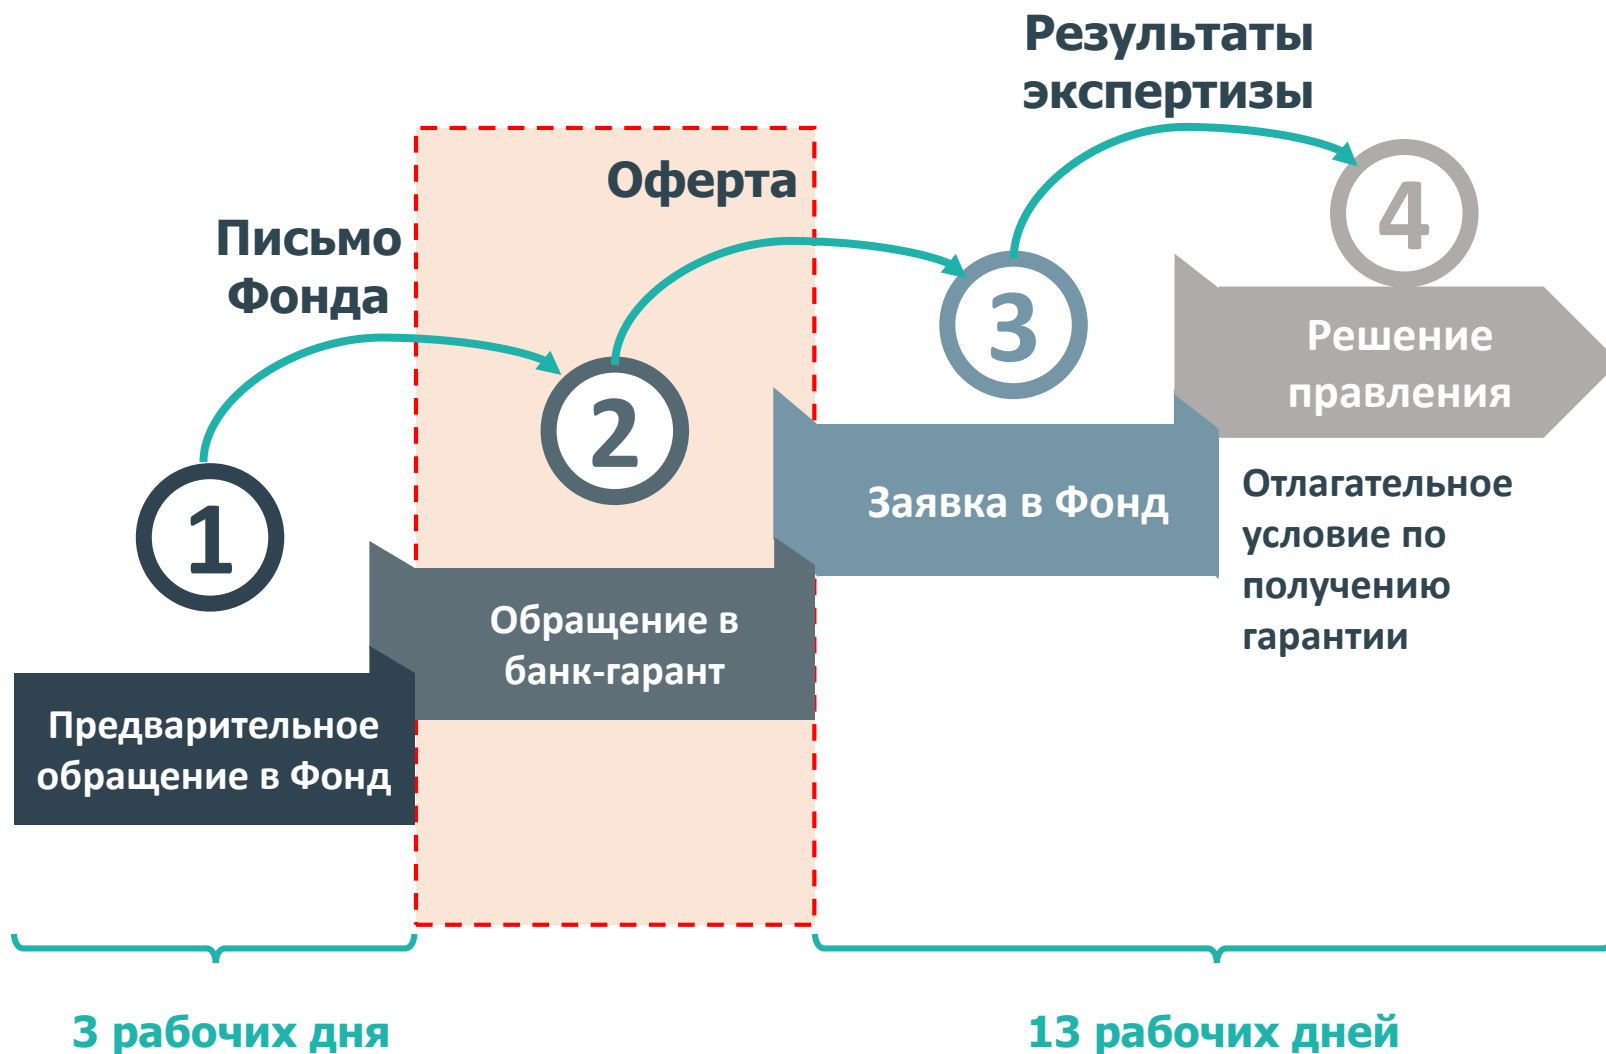 Результаты
экспертизы
Оферта
Письмо
Фонда
1
2
3
4
Предварительное
обращение в Фонд
Обращение в
банк-гарант
Заявка в Фонд
Решение
правления
Отлагательное
условие по
получению
гарантии
3 рабочих дня
13 рабочих дней